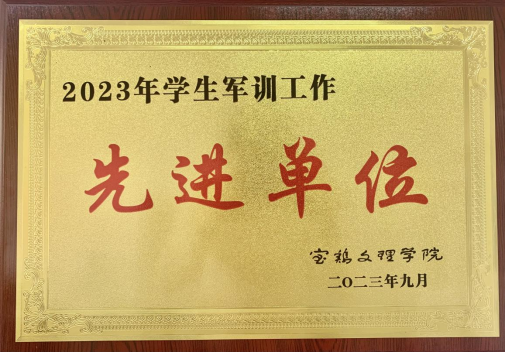 2023年学生军训工作
先进单位
宝鸡文理学院
二〇二三年九月